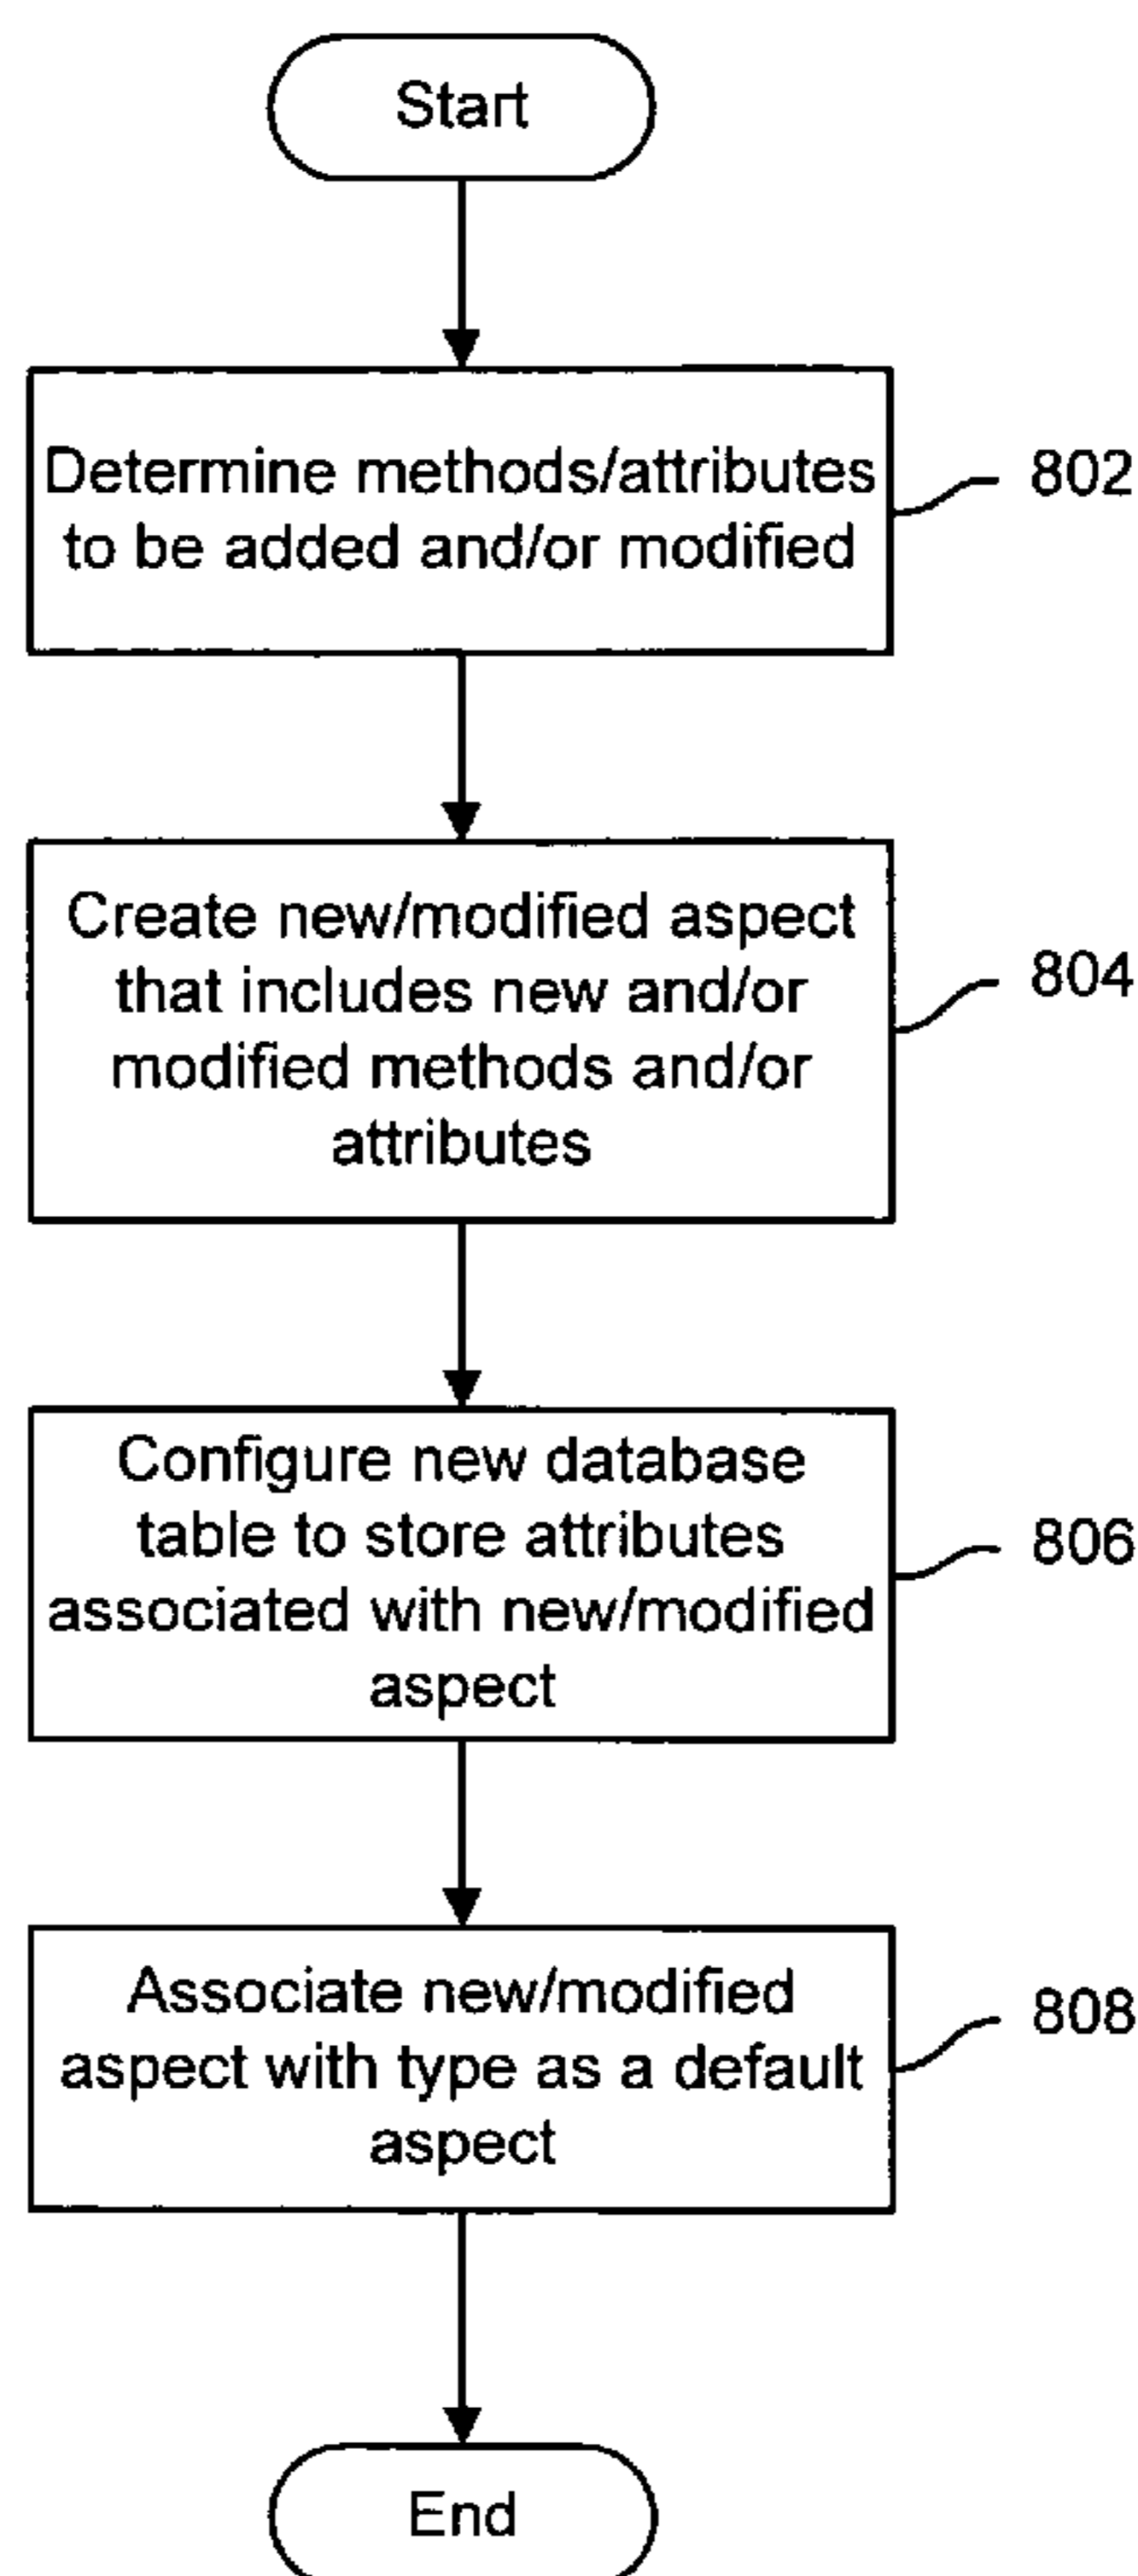 Start
Determine methods/attributes
to be added and/or modified
802
Create new/modified aspect
that includes new and/or
modified methods and/or
attributes
804
Configure new database
table to store attributes
associated with new/modified
aspect
806
Associate new/modified
aspect with type as a default
aspect
808
End